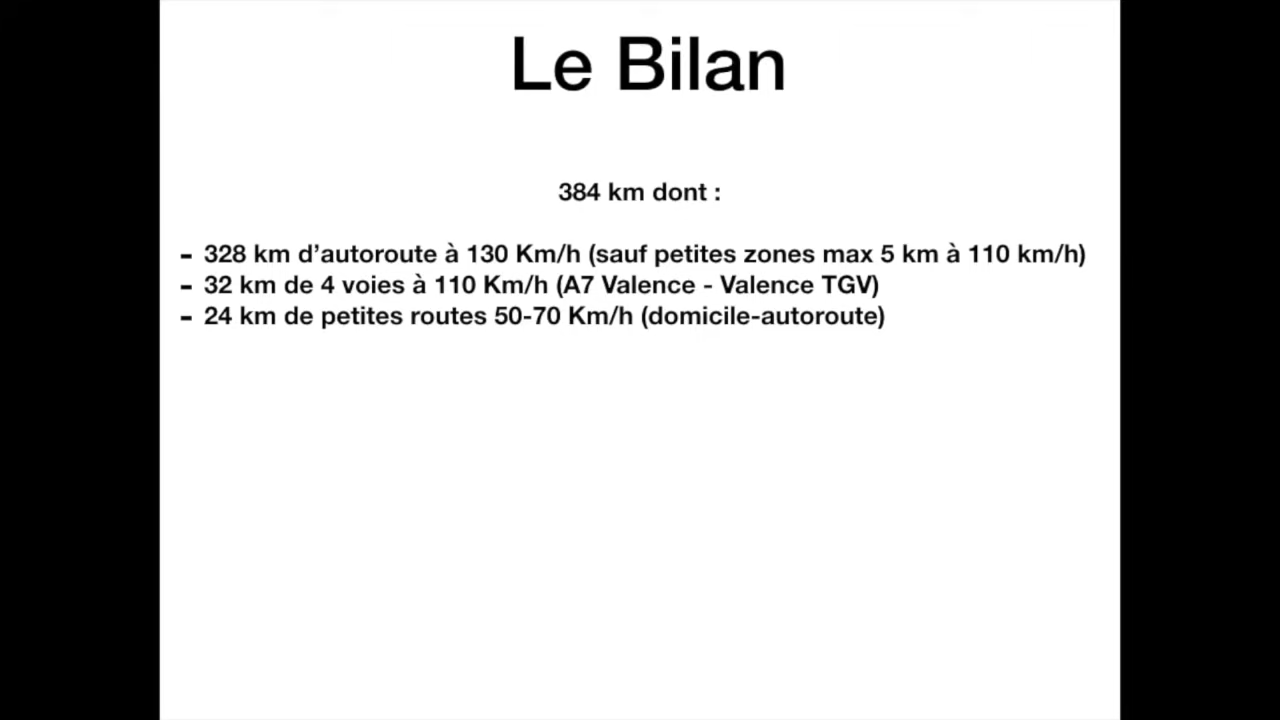 Le Bilan
384 km dont :
- 328 km d’autoroute à 130 Km/h (sauf petites zones max 5 km à 110 km/h)
- 32 km de 4 voies à 110 Km/h (A7 Valence - Valence TGV)
- 24 km de petites routes 50-70 Km/h (domicile-autoroute)